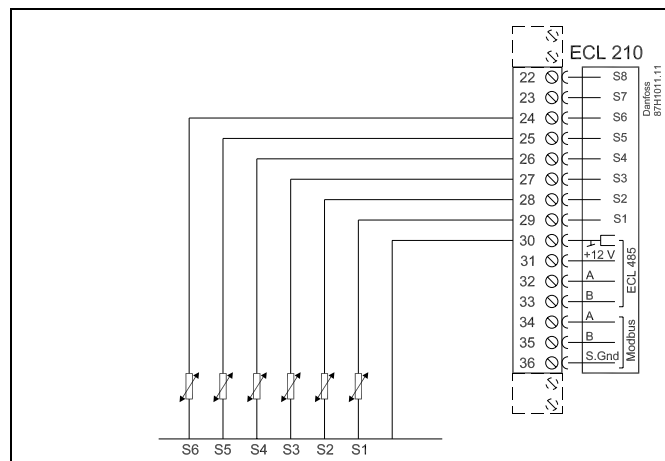 ECL 210
22 S8
23 S7
24 S6
25 S5
26 S4
27 S3
28 S2
29 S1
30
31 +12 V
32 A
33 B
34 A
35 B
36 S.Gnd
ECL 485
Modbus
Danfoss
87H1011.11
S6 S5 S4 S3 S2 S1